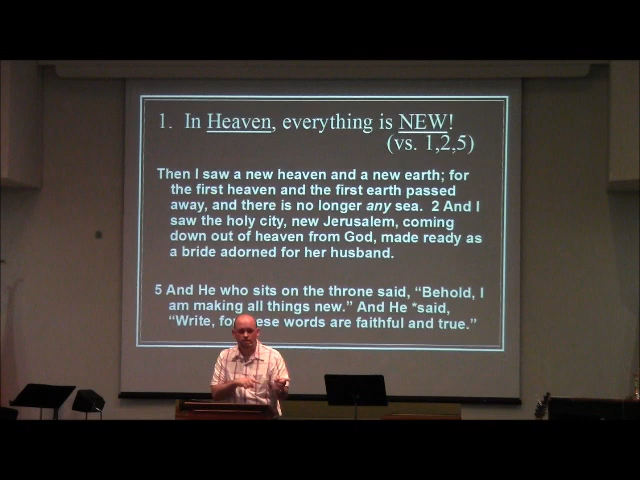 1. In Heaven, everything is NEW!
(vs. 1,2,5)
Then I saw a new heaven and a new earth; for
the first heaven and the first earth passed
away, and there is no longer any sea. 2 And I
saw the holy city, new Jerusalem, coming
down out of heaven from God, made ready as
a bride adorned for her husband.
5 And He who sits on the throne said, “Behold, I
am making all things new.” And He *said,
“Write, for these words are faithful and true.”